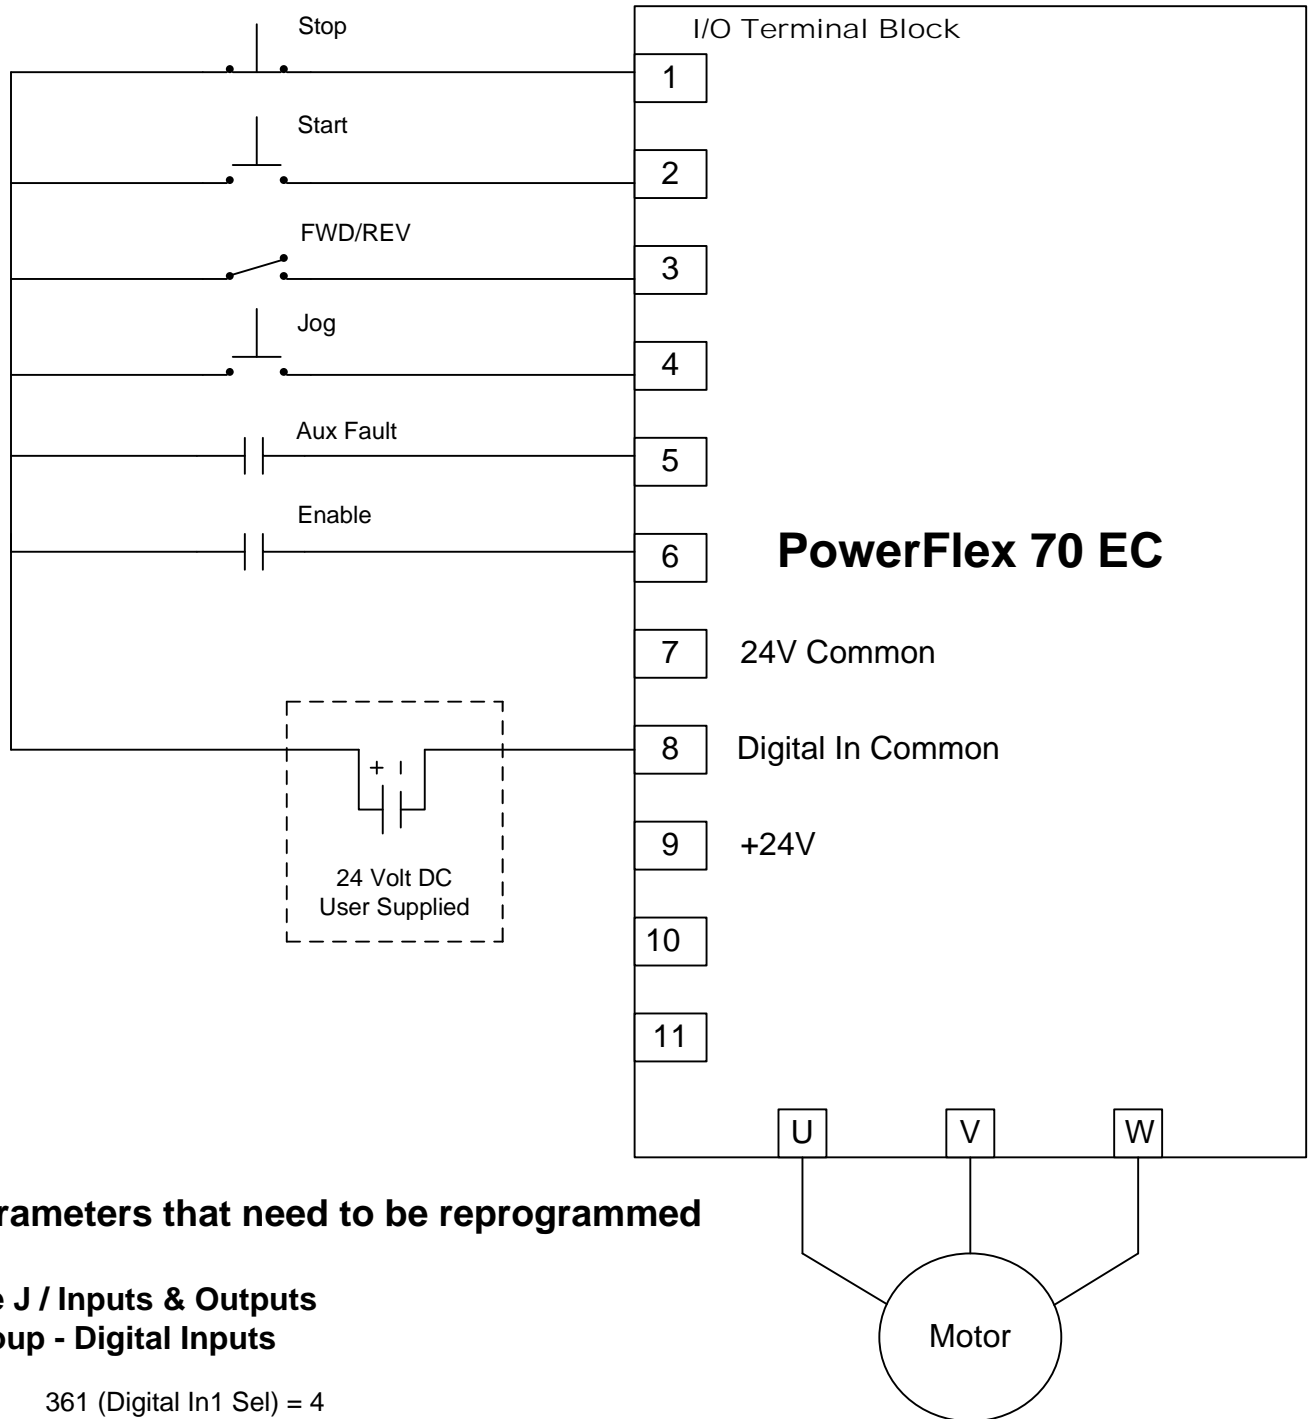 I/O Terminal Block
Stop
1
Start
2
FWD/REV
3
Jog
4
Aux Fault
5
Enable
6
PowerFlex 70 EC
7
24V Common
8
Digital In Common
+ -
9
+24V
24 Volt DC
User Supplied
10
11
U
V
W
rameters that need to be reprogrammed
e J / Inputs & Outputs
oup - Digital Inputs
Motor
361 (Digital In1 Sel) = 4